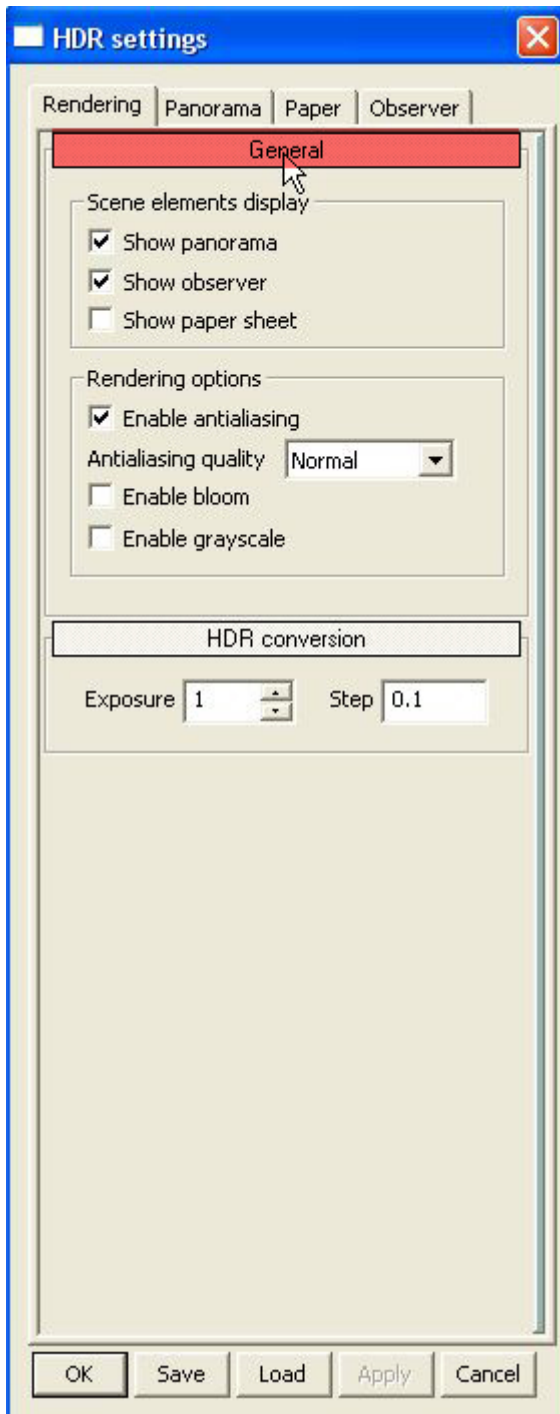 HDR settings
Rendering Panorama Paper Observer
General
Scene elements display
Show panorama
Show observer
Show paper sheet
Rendering options
Enable antialiasing
Antialiasing quality Normal
Enable bloom
Enable grayscale
HDR conversion
Exposure 1 Step 0.1
OK Save Load Apply Cancel